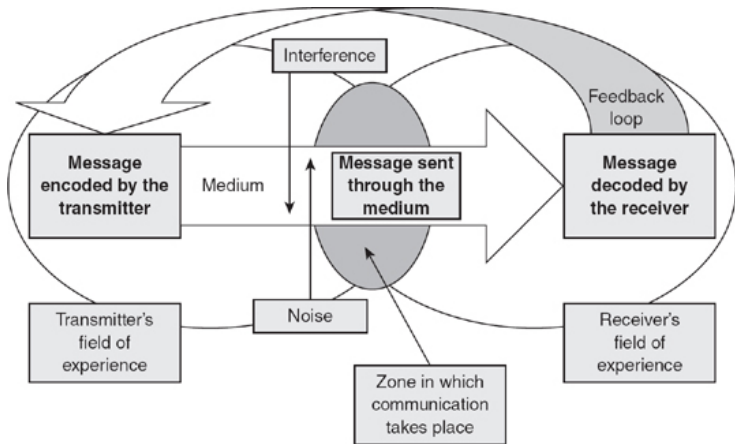 Interference
Feedback
loop
Message
encoded by the
transmitter
Medium
Message sent
through the
medium
Message
decoded by
the receiver
Transmitter's
field of
experience
Noise
Receiver's
field of
experience
Zone in which
communication
takes place